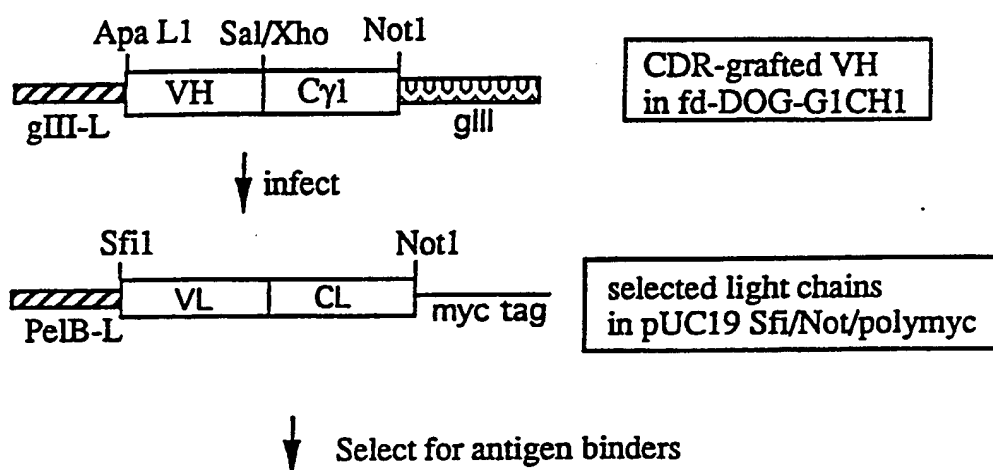 Apa L1 Sal/Xho Not1
VH Cγ1
gIII-L gIII
CDR-grafted VH
in fd-DOG-G1CH1
infect
Sfi1 Not1
VL CL
PelB-L myc tag
selected light chains
in pUC19 Sfi/Not/polymyc
Select for antigen binders